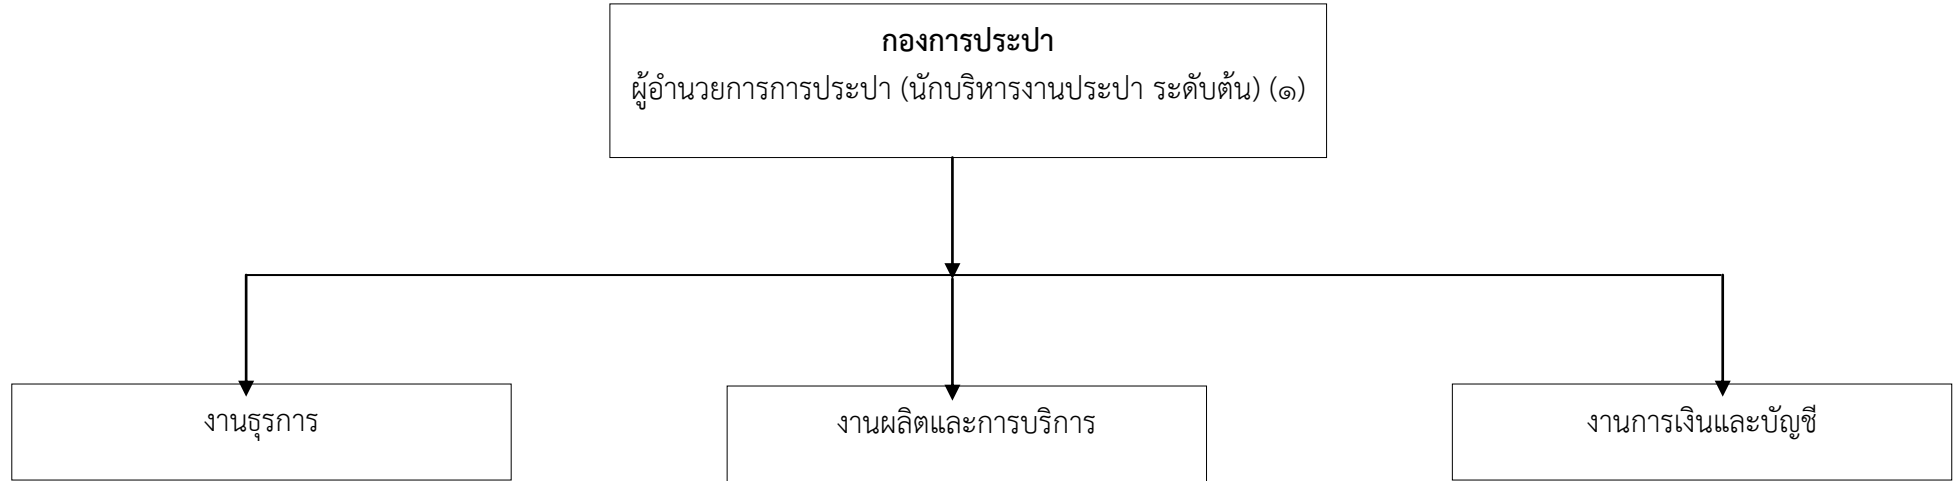 กองการประปา
ผู้อำนวยการการประปา (นักบริหารงานประปา ระดับต้น) (๑)
งานธุรการ
งานผลิตและการบริการ
งานการเงินและบัญชี